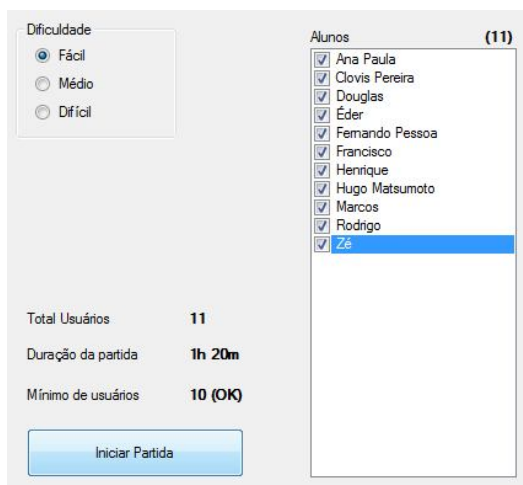 Dificuldade
Fácil
Médio
Difícil
Alunos (11)
Ana Paula
Clovis Pereira
Douglas
Éder
Fernando Pessoa
Francisco
Henrique
Hugo Matsumoto
Marcos
Rodrigo
Zé
Total Usuários 11
Duração da partida 1h 20m
Mínimo de usuários 10 (OK)
Iniciar Partida